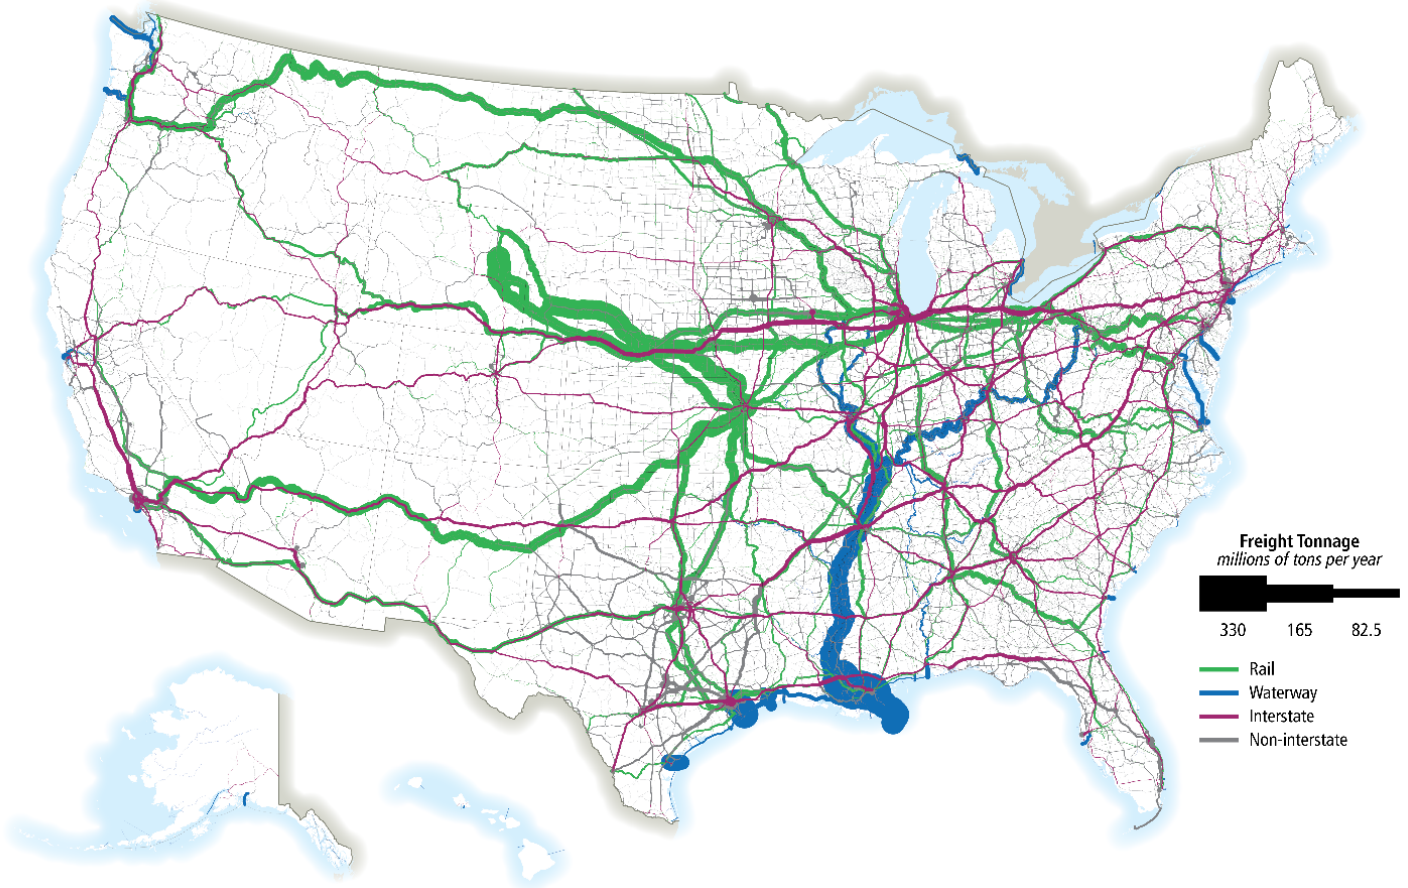 Freight Tonnage
millions of tons per year
330 165 82.5
Rail
Waterway
Interstate
Non-interstate